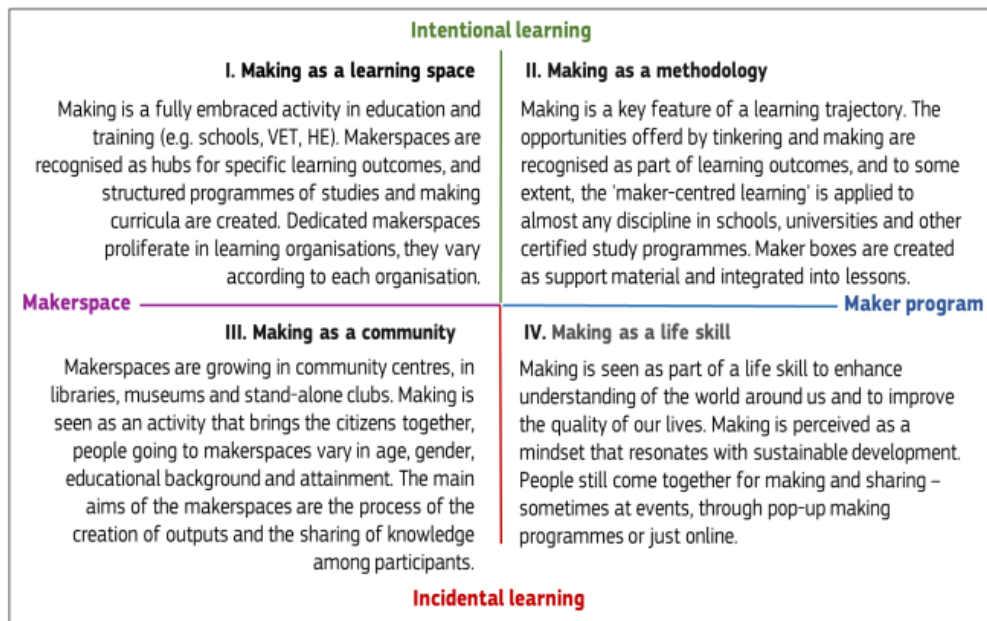 Intentional learning
I. Making as a learning space
Making is a fully embraced activity in education and
training (e.g. schools, VET, HE). Makerspaces are
recognised as hubs for specific learning outcomes, and
structured programmes of studies and making
curricula are created. Dedicated makerspaces
proliferate in learning organisations, they vary
according to each organisation.
II. Making as a methodology
Making is a key feature of a learning trajectory. The
opportunities offerd by tinkering and making are
recognised as part of learning outcomes, and to some
extent, the 'maker-centred learning' is applied to
almost any discipline in schools, universities and other
certified study programmes. Maker boxes are created
as support material and integrated into lessons.
Makerspace
Maker program
III. Making as a community
Makerspaces are growing in community centres, in
libraries, museums and stand-alone clubs. Making is
seen as an activity that brings the citizens together,
people going to makerspaces vary in age, gender,
educational background and attainment. The main
aims of the makerspaces are the process of the
creation of outputs and the sharing of knowledge
among participants.
IV. Making as a life skill
Making is seen as part of a life skill to enhance
understanding of the world around us and to improve
the quality of our lives. Making is perceived as a
mindset that resonates with sustainable development.
People still come together for making and sharing –
sometimes at events, through pop-up making
programmes or just online.
Incidental learning